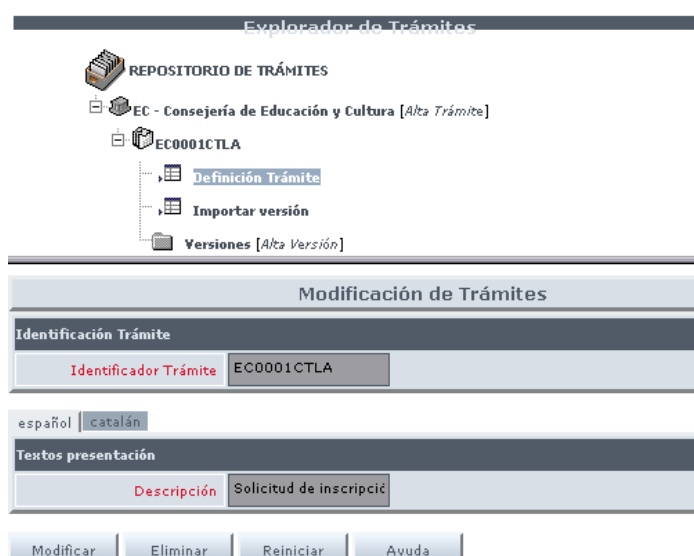 Explorador de Trámites
REPOSITORIO DE TRÁMITES
EC - Consejería de Educación y Cultura [Alta Trámite]
EC0001CTLA
Definición Trámite
Importar versión
Versiones [Alta Versión]
Modificación de Trámites
Identificación Trámite
Identificador Trámite EC0001CTLA
español catalán
Textos presentación
Descripción Solicitud de inscripció
Modificar Eliminar Reiniciar Ayuda